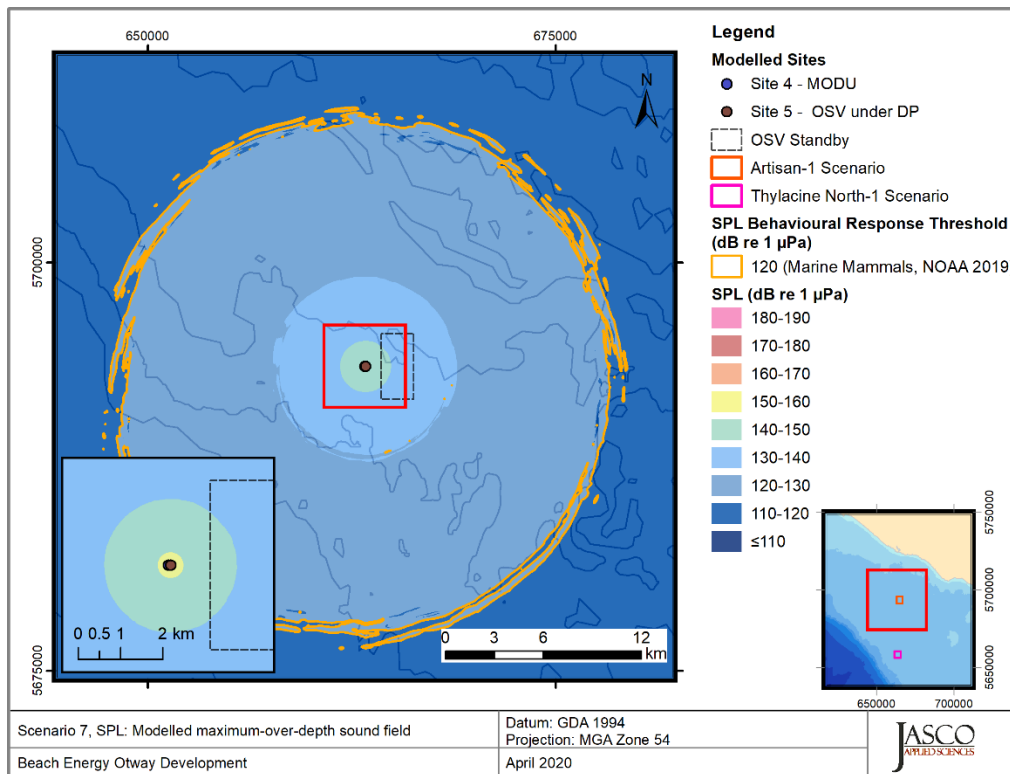 650000
675000
5700000
5675000
0 0.5 1 2 km
0 3 6 12
km
N
Legend
Modelled Sites
Site 4 - MODU
Site 5 - OSV under DP
OSV Standby
Artisan-1 Scenario
Thylacine North-1 Scenario
SPL Behavioural Response Threshold
(dB re 1 µPa)
120 (Marine Mammals, NOAA 2019
SPL (dB re 1 µPa)
180-190
170-180
160-170
150-160
140-150
130-140
120-130
110-120
≤110
5750000
5700000
5650000
650000 700000
Scenario 7, SPL: Modelled maximum-over-depth sound field
Datum: GDA 1994
Projection: MGA Zone 54
Beach Energy Otway Development
April 2020
JASCO
APPLIED SCIENCES